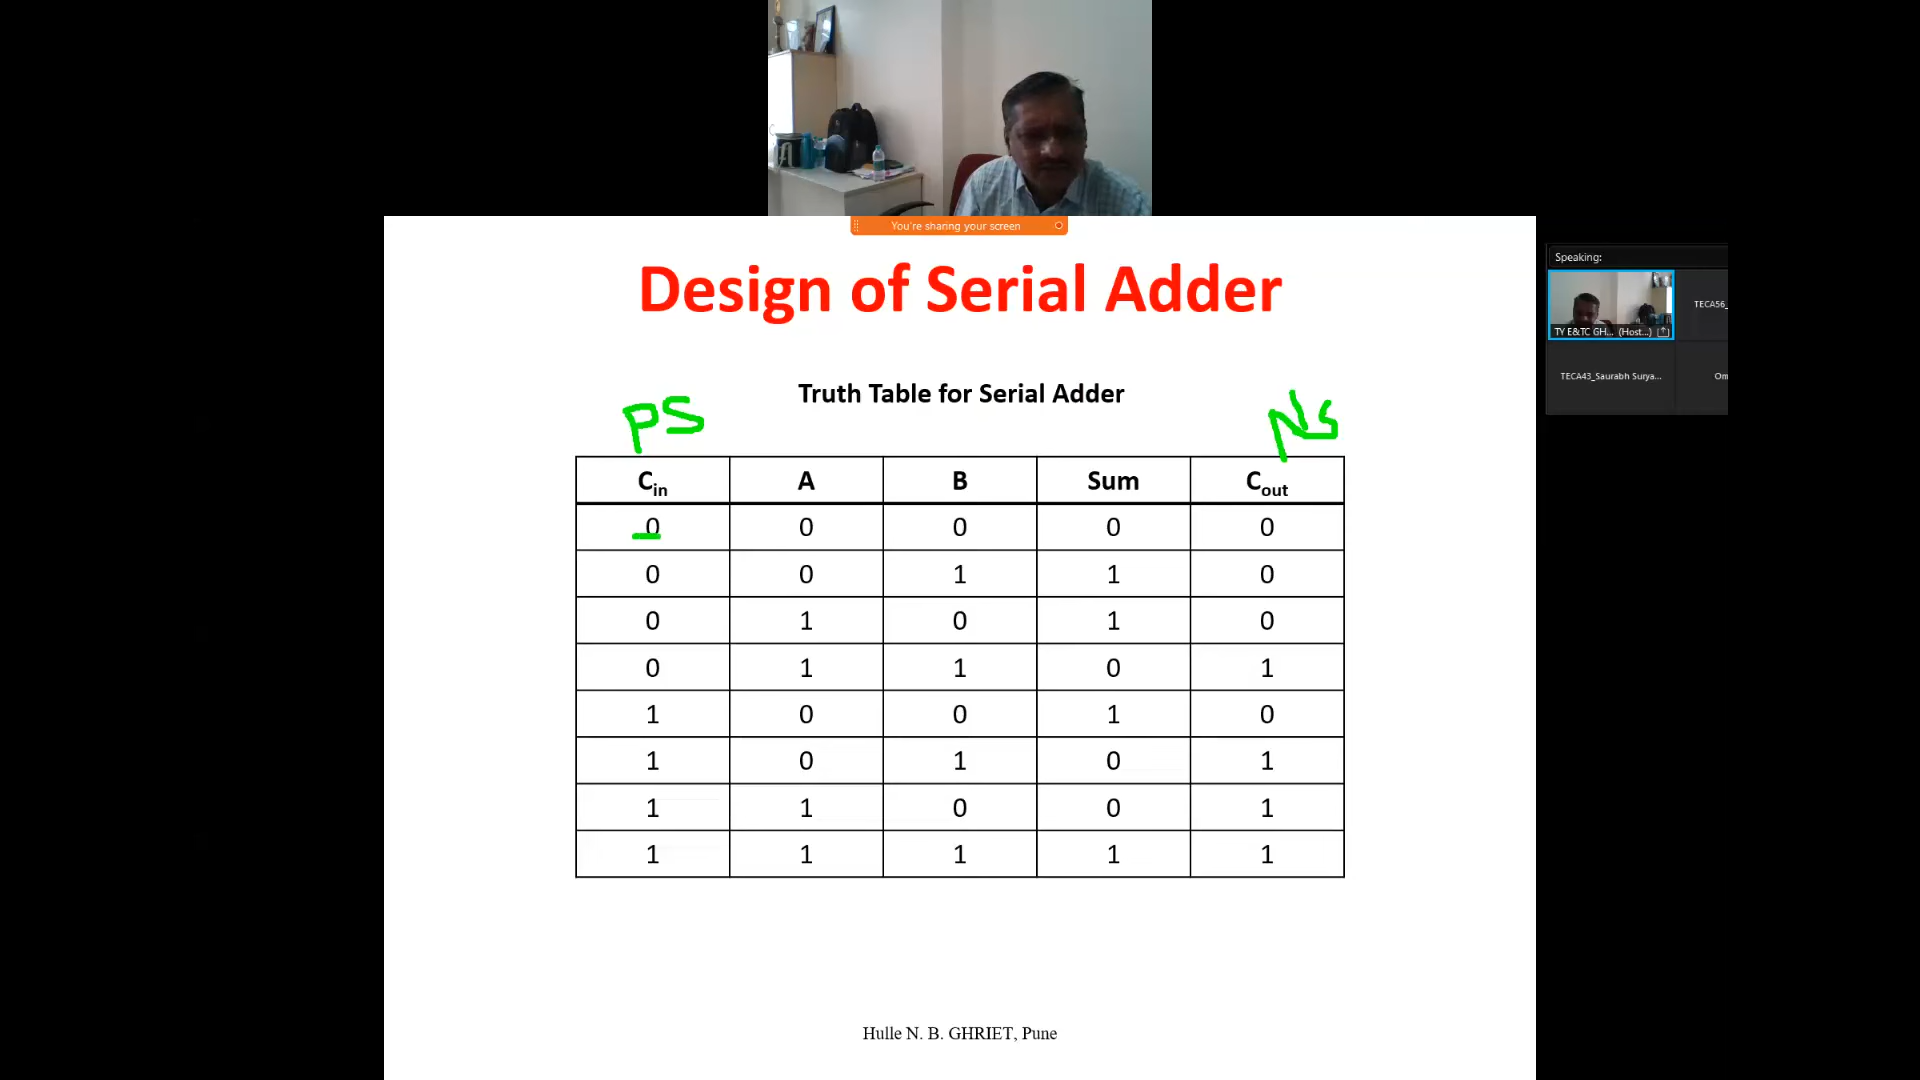 You're sharing your screen
Design of Serial Adder
Speaking:
TECA56_
TY E&TC GH... (Host...)
TECA43_Saurabh Surya...
Om
Truth Table for Serial Adder
PS NS
Cin A B Sum Cout
0 0 0 0 0
0 0 1 1 0
0 1 0 1 0
0 1 1 0 1
1 0 0 1 0
1 0 1 0 1
1 1 0 0 1
1 1 1 1 1
Hulle N. B. GHRIET, Pune